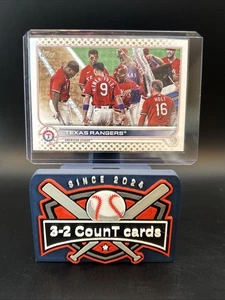 9
HOLT
16
TEXAS RANGERS®
SINCE 2024
3-2 CounT cards